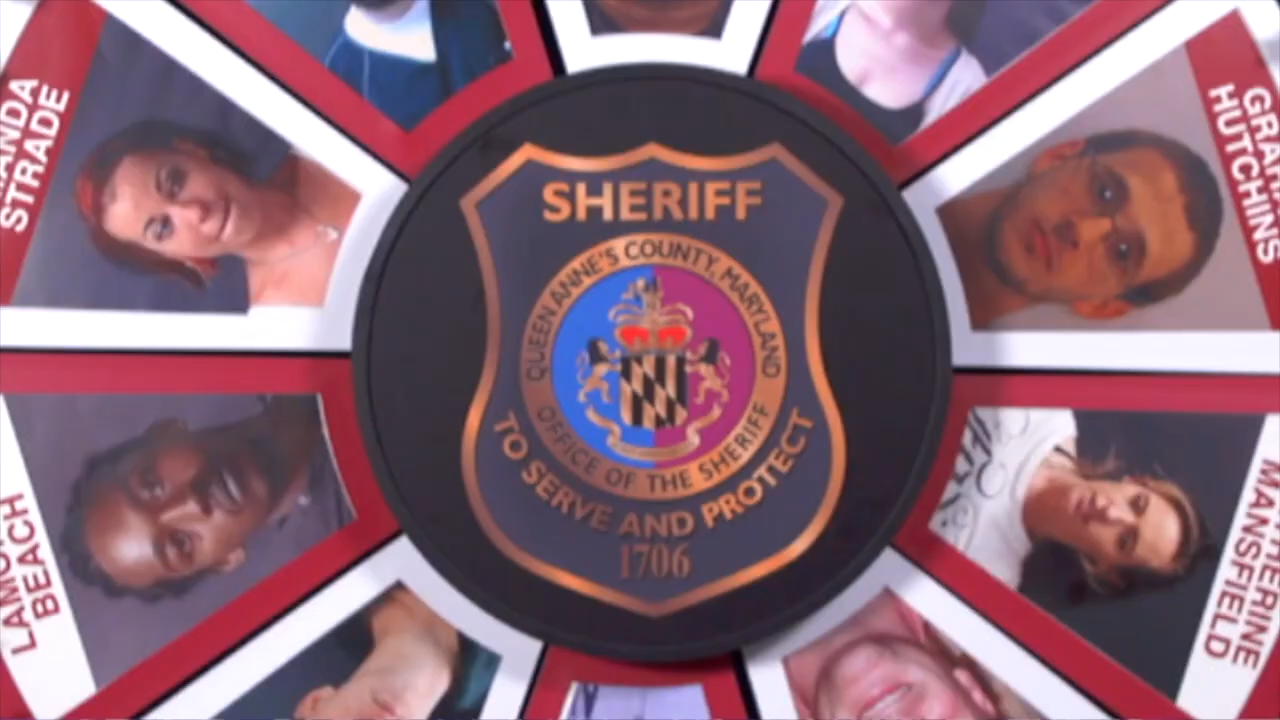 STRADE
HUTCHINS
SHERIFF
QUEEN ANNE'S COUNTY, MARYLAND
OFFICE OF THE SHERIFF
TO SERVE AND PROTECT
1706
BEACH
MANSFIELD